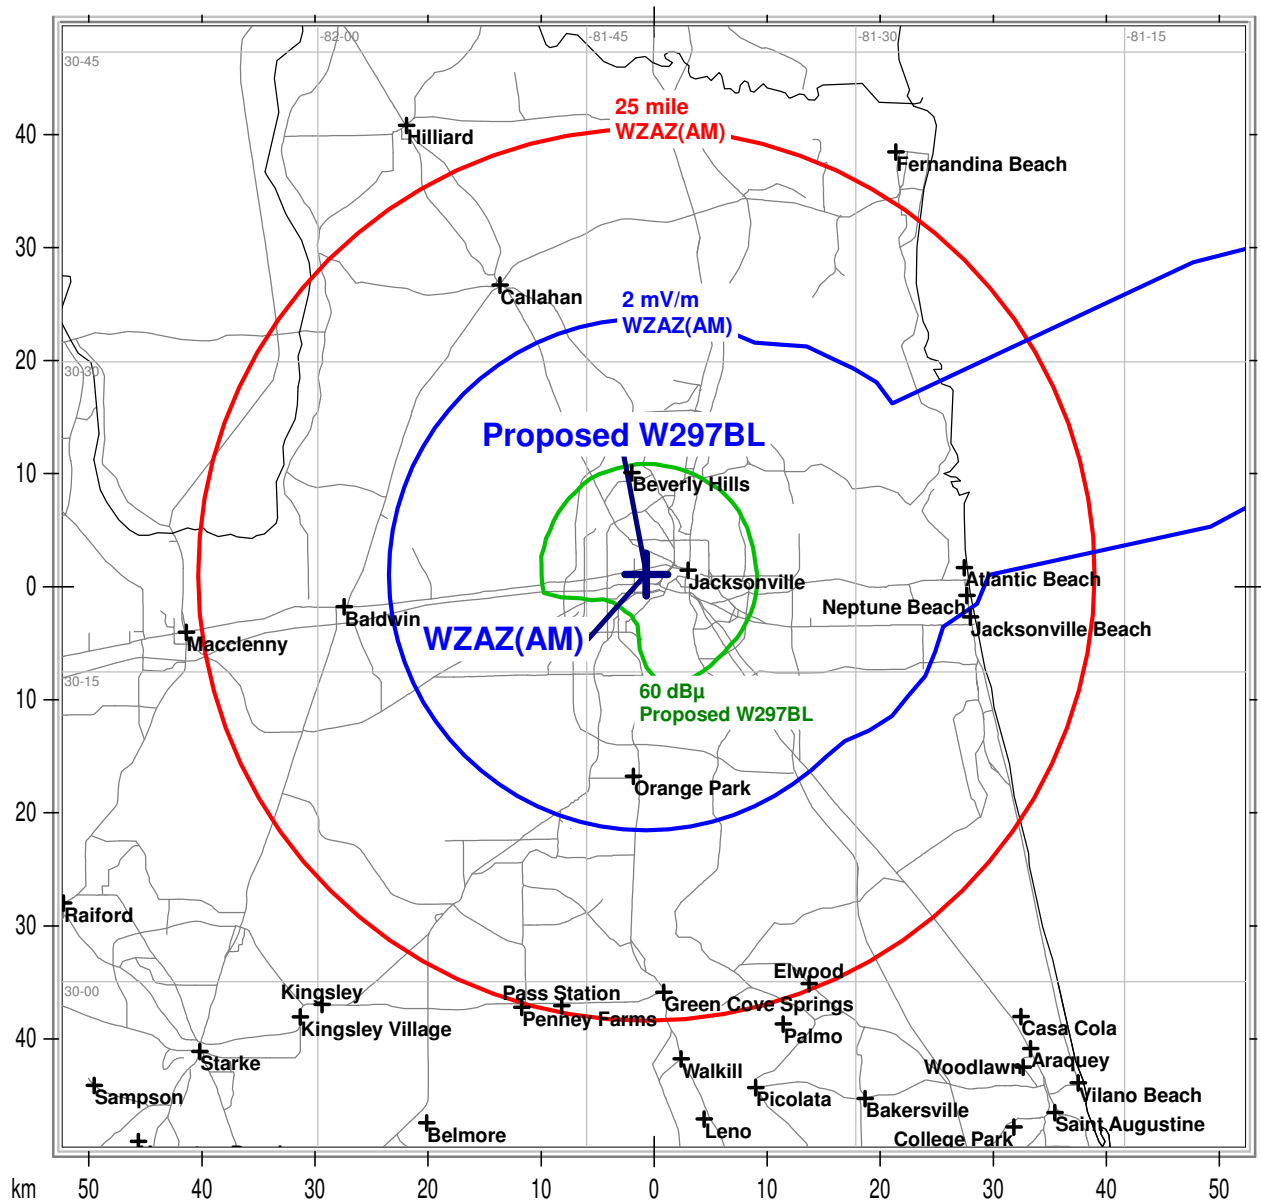 -82-00
-81-45
-81-30
-81-15
30-45
25 mile
WZAZ(AM)
40
Hilliard
Fernandina Beach
30
Callahan
2 mV/m
WZAZ(AM)
20
30-30
Proposed W297BL
10
Beverly Hills
0
Jacksonville
Atlantic Beach
Neptune Beach
Baldwin
Jacksonville Beach
WZAZ(AM)
Macclenny
30-15
60 dBµ
Proposed W297BL
10
Orange Park
20
Raiford
30
Elwood
30-00
Kingsley
Pass Station
Green Cove Springs
Penney Farms
Kingsley Village
Casa Cola
Palmo
40
Starke
Araquey
Woodlawn
Walkill
Sampson
Vilano Beach
Picolata
Bakersville
Saint Augustine
Belmore
Leno
College Park
km
50
40
30
20
10
0
10
20
30
40
50